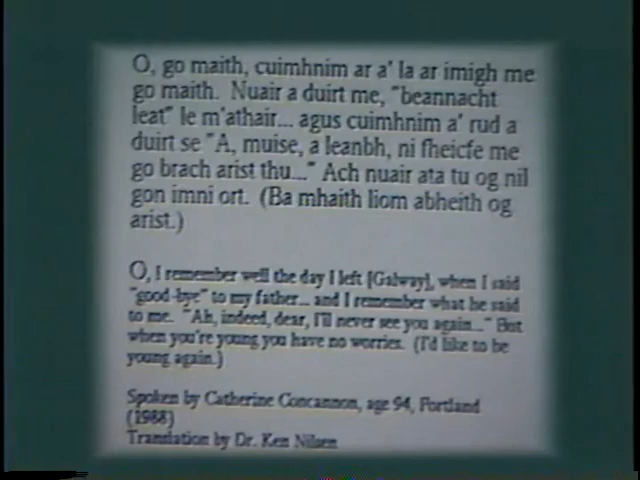 O, go maith, cuimhnim ar a' la ar imigh me
go maith. Nuair a duirt me, "beannacht
leat" le m'athair... agus cuimhnim a' rud a
duirt se "A, muise, a leanbh, ni fheicfe me
go brach arist thu..." Ach nuair ata tu og nil
gon imni ort. (Ba mhaith liom abheith og
arist.)
O, I remember well the day I left [Galway], when I said
"good-bye" to my father... and I remember what he said
to me. "Ah, indeed, dear, I'll never see you again..." But
when you're young you have no worries. (I'd like to be
young again.)
Spoken by Catherine Concannon, age 94, Portland
(1988)
Translation by Dr. Ken Nilsen